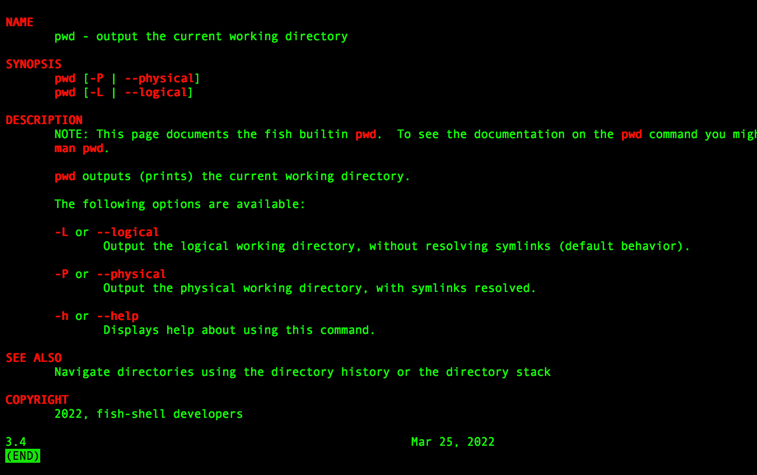 NAME
pwd - output the current working directory
SYNOPSIS
pwd [-P | --physical]
pwd [-L | --logical]
DESCRIPTION
NOTE: This page documents the fish builtin pwd.  To see the documentation on the pwd command you
man pwd.
pwd outputs (prints) the current working directory.
The following options are available:
-L or --logical
Output the logical working directory, without resolving symlinks (default behavior).
-P or --physical
Output the physical working directory, with symlinks resolved.
-h or --help
Displays help about using this command.
SEE ALSO
Navigate directories using the directory history or the directory stack
COPYRIGHT
2022, fish-shell developers
3.4 Mar 25, 2022
(END)